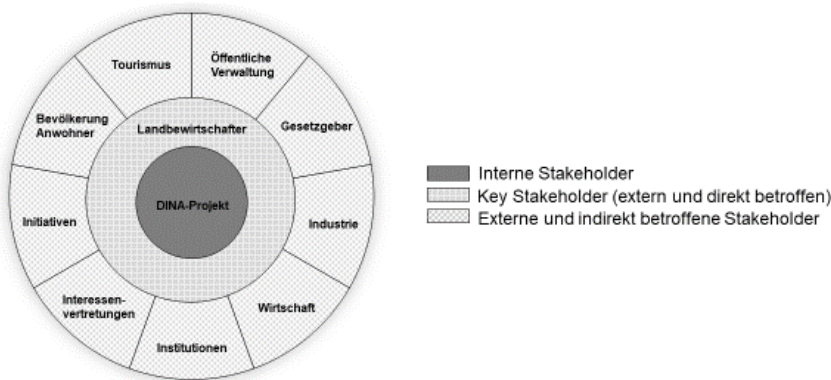 Tourismus
Öffentliche
Verwaltung
Bevölkerung
Anwohner
Landbewirtschafter
Gesetzgeber
DINA-Projekt
Initiativen
Industrie
Interessen-
vertretungen
Wirtschaft
Institutionen
Interne Stakeholder
Key Stakeholder (extern und direkt betroffen)
Externe und indirekt betroffene Stakeholder